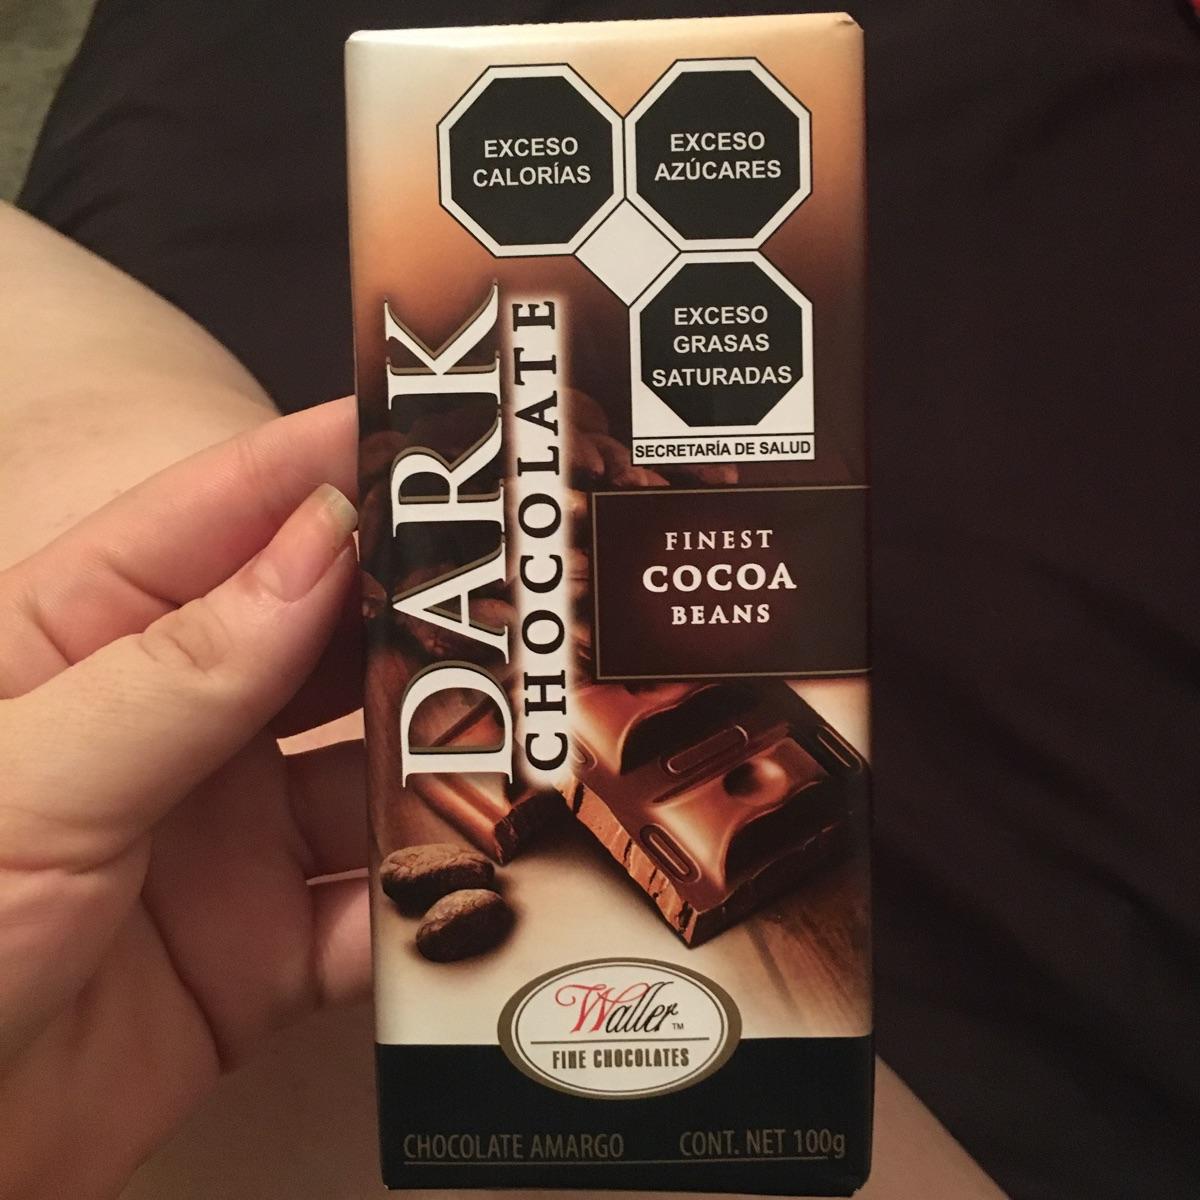 EXCESO
CALORÍAS
EXCESO
AZÚCARES
EXCESO
GRASAS
SATURADAS
SECRETARÍA DE SALUD
DARK
CHOCOLATE
FINEST
COCOA
BEANS
Waller™
FINE CHOCOLATES
CHOCOLATE AMARGO
CONT. NET 100g